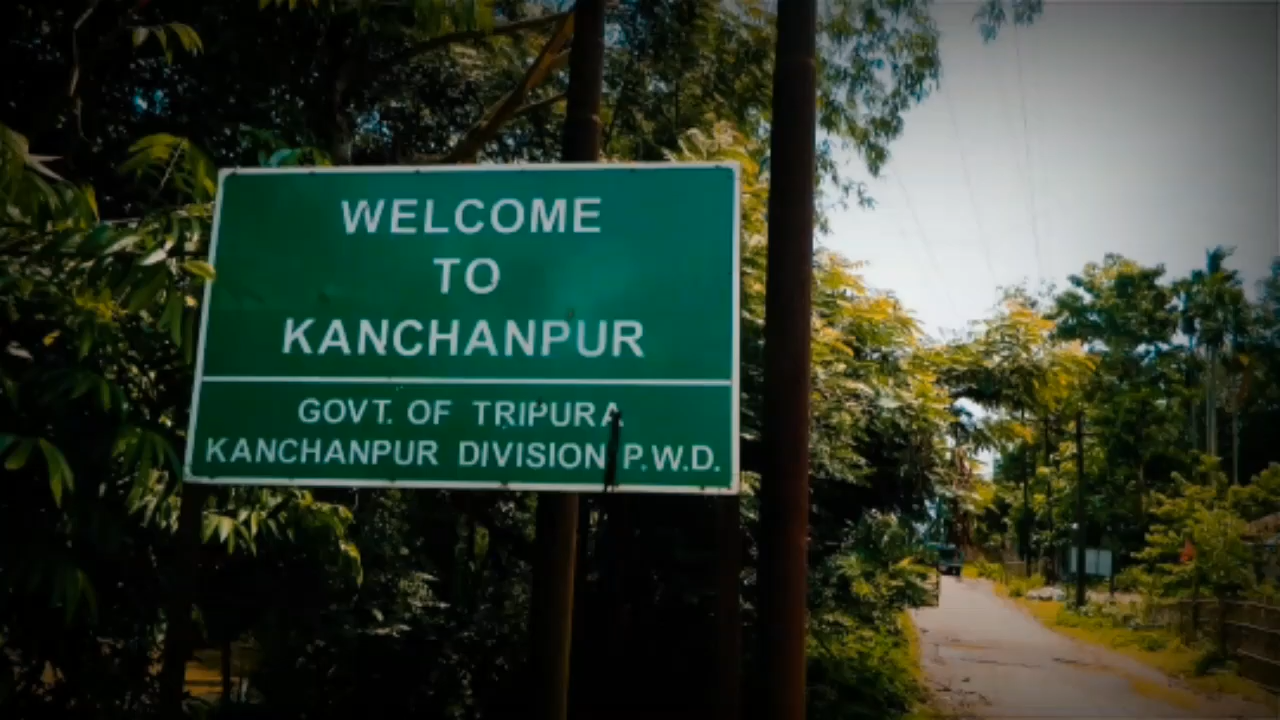 WELCOME
TO
KANCHANPUR
GOVT. OF TRIPURA
KANCHANPUR DIVISION P.W.D.